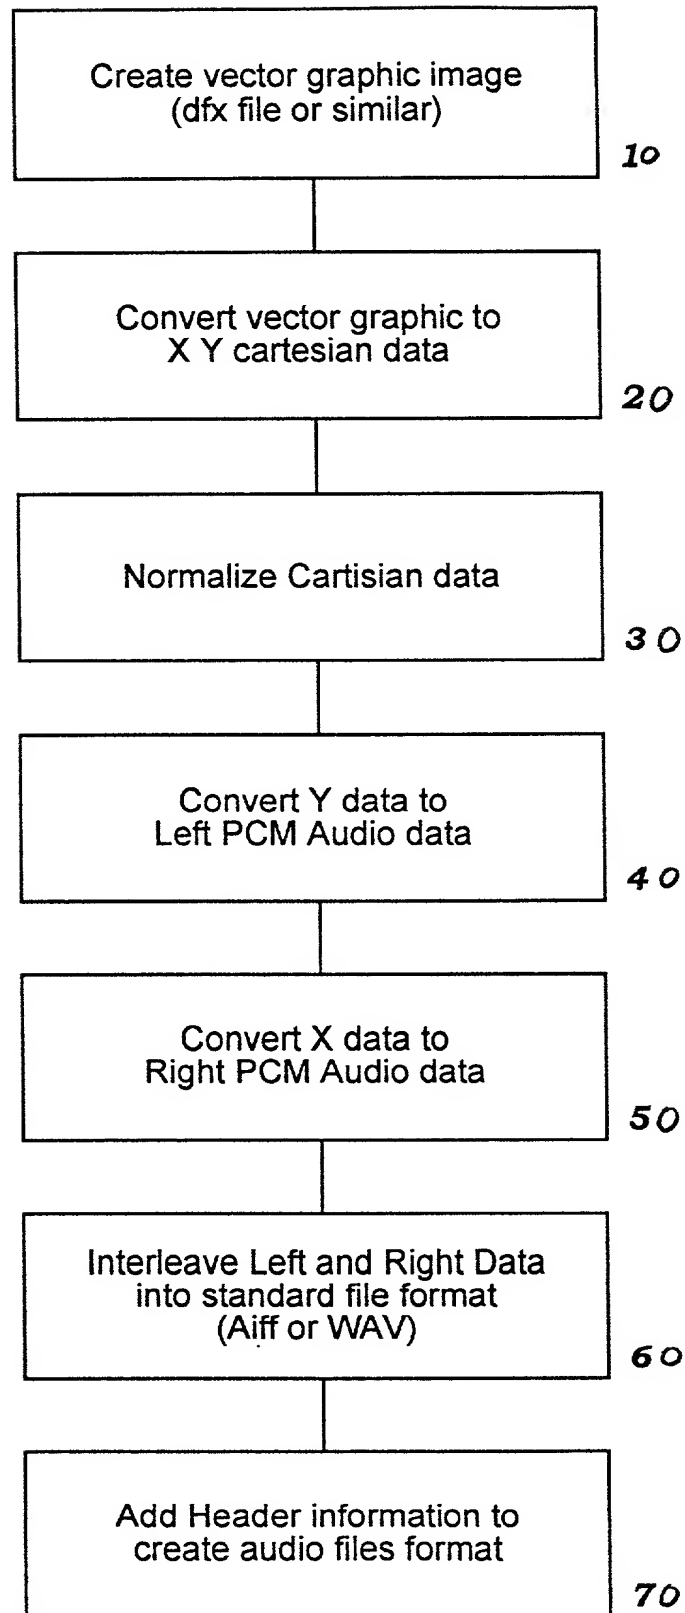 Create vector graphic image
(dfx file or similar)
10
Convert vector graphic to
X Y cartesian data
20
Normalize Cartisian data
30
Convert Y data to
Left PCM Audio data
40
Convert X data to
Right PCM Audio data
50
Interleave Left and Right Data
into standard file format
(Aiff or WAV)
60
Add Header information to
create audio files format
70